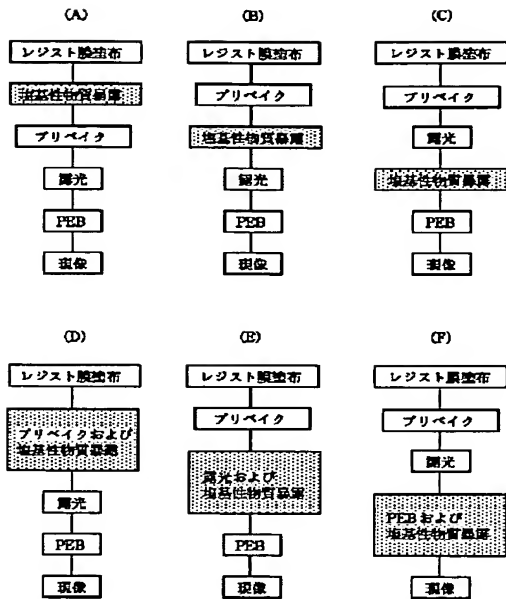 (A)
レジスト膜塗布
塩基性物質暴露
プリベイク
露光
PEB
現像
(B)
レジスト膜塗布
プリベイク
塩基性物質暴露
露光
PEB
現像
(C)
レジスト膜塗布
プリベイク
露光
塩基性物質暴露
PEB
現像
(D)
レジスト膜塗布
プリベイクおよび
塩基性物質暴露
露光
PEB
現像
(E)
レジスト膜塗布
プリベイク
露光および
塩基性物質暴露
PEB
現像
(F)
レジスト膜塗布
プリベイク
露光
PEBおよび
塩基性物質暴露
現像